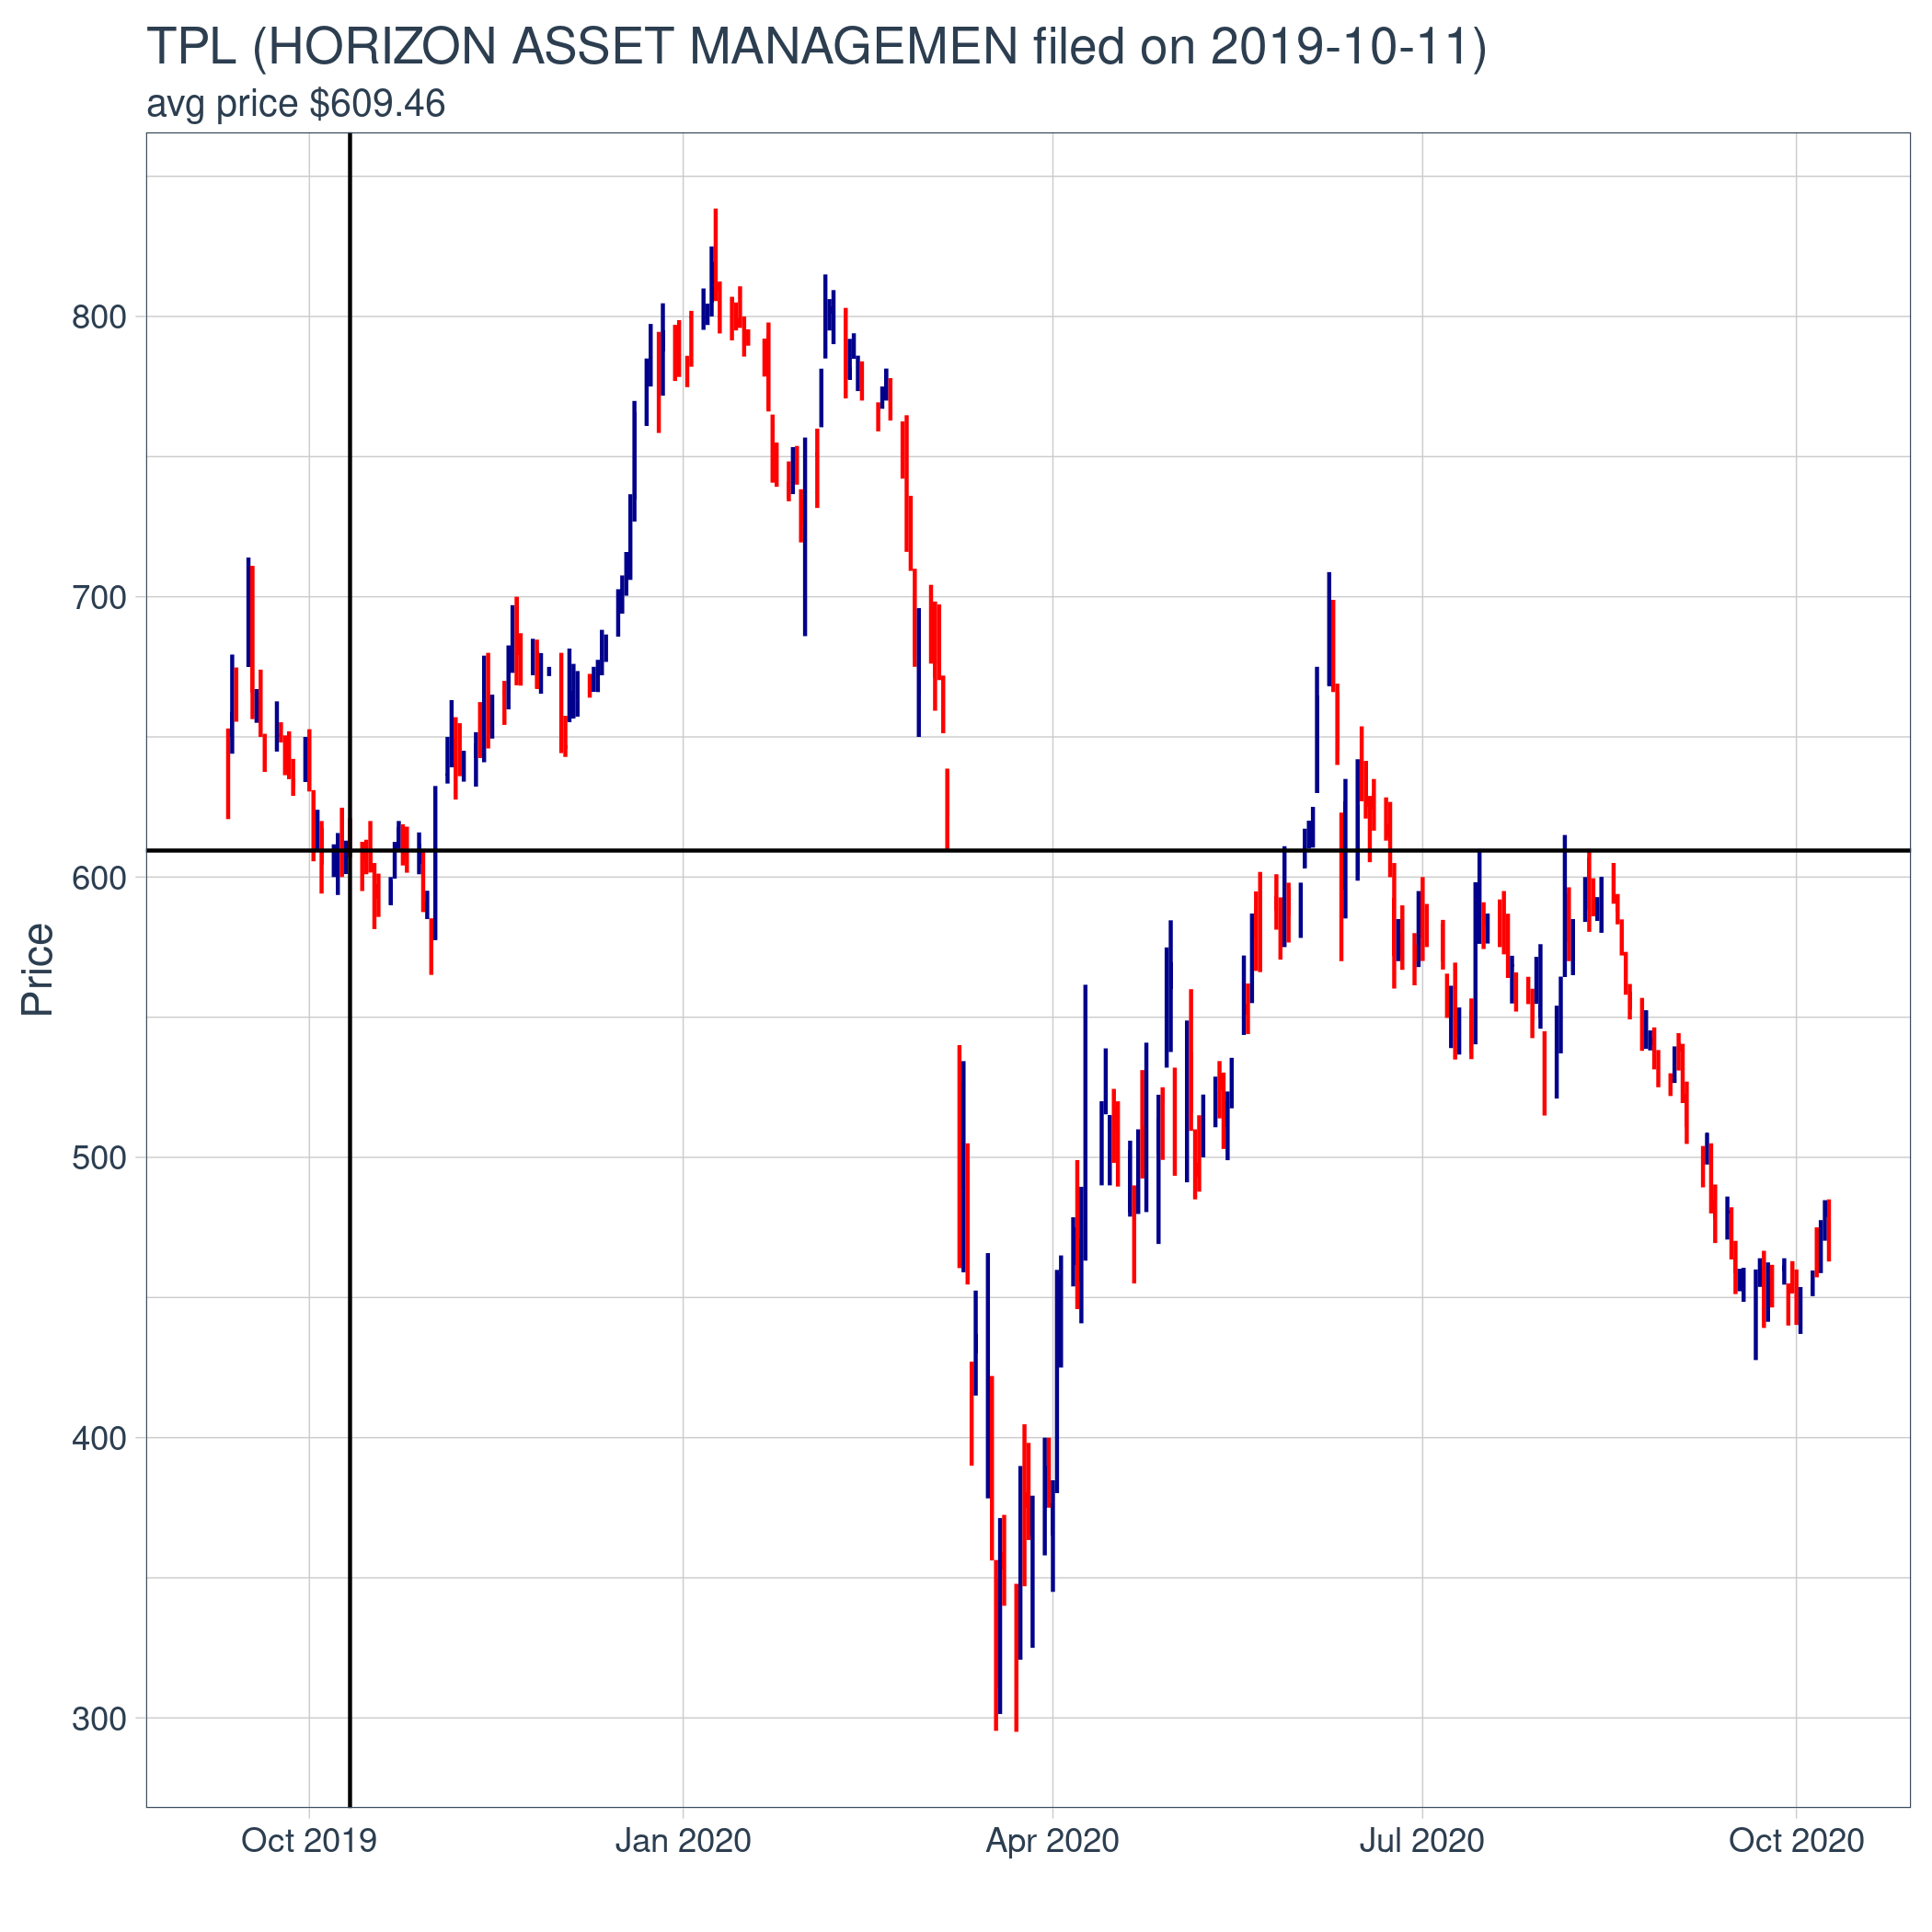 TPL (HORIZON ASSET MANAGEMEN filed on 2019-10-11)
avg price $609.46
800
700
600
500
400
300
Price
Oct 2019
Jan 2020
Apr 2020
Jul 2020
Oct 2020